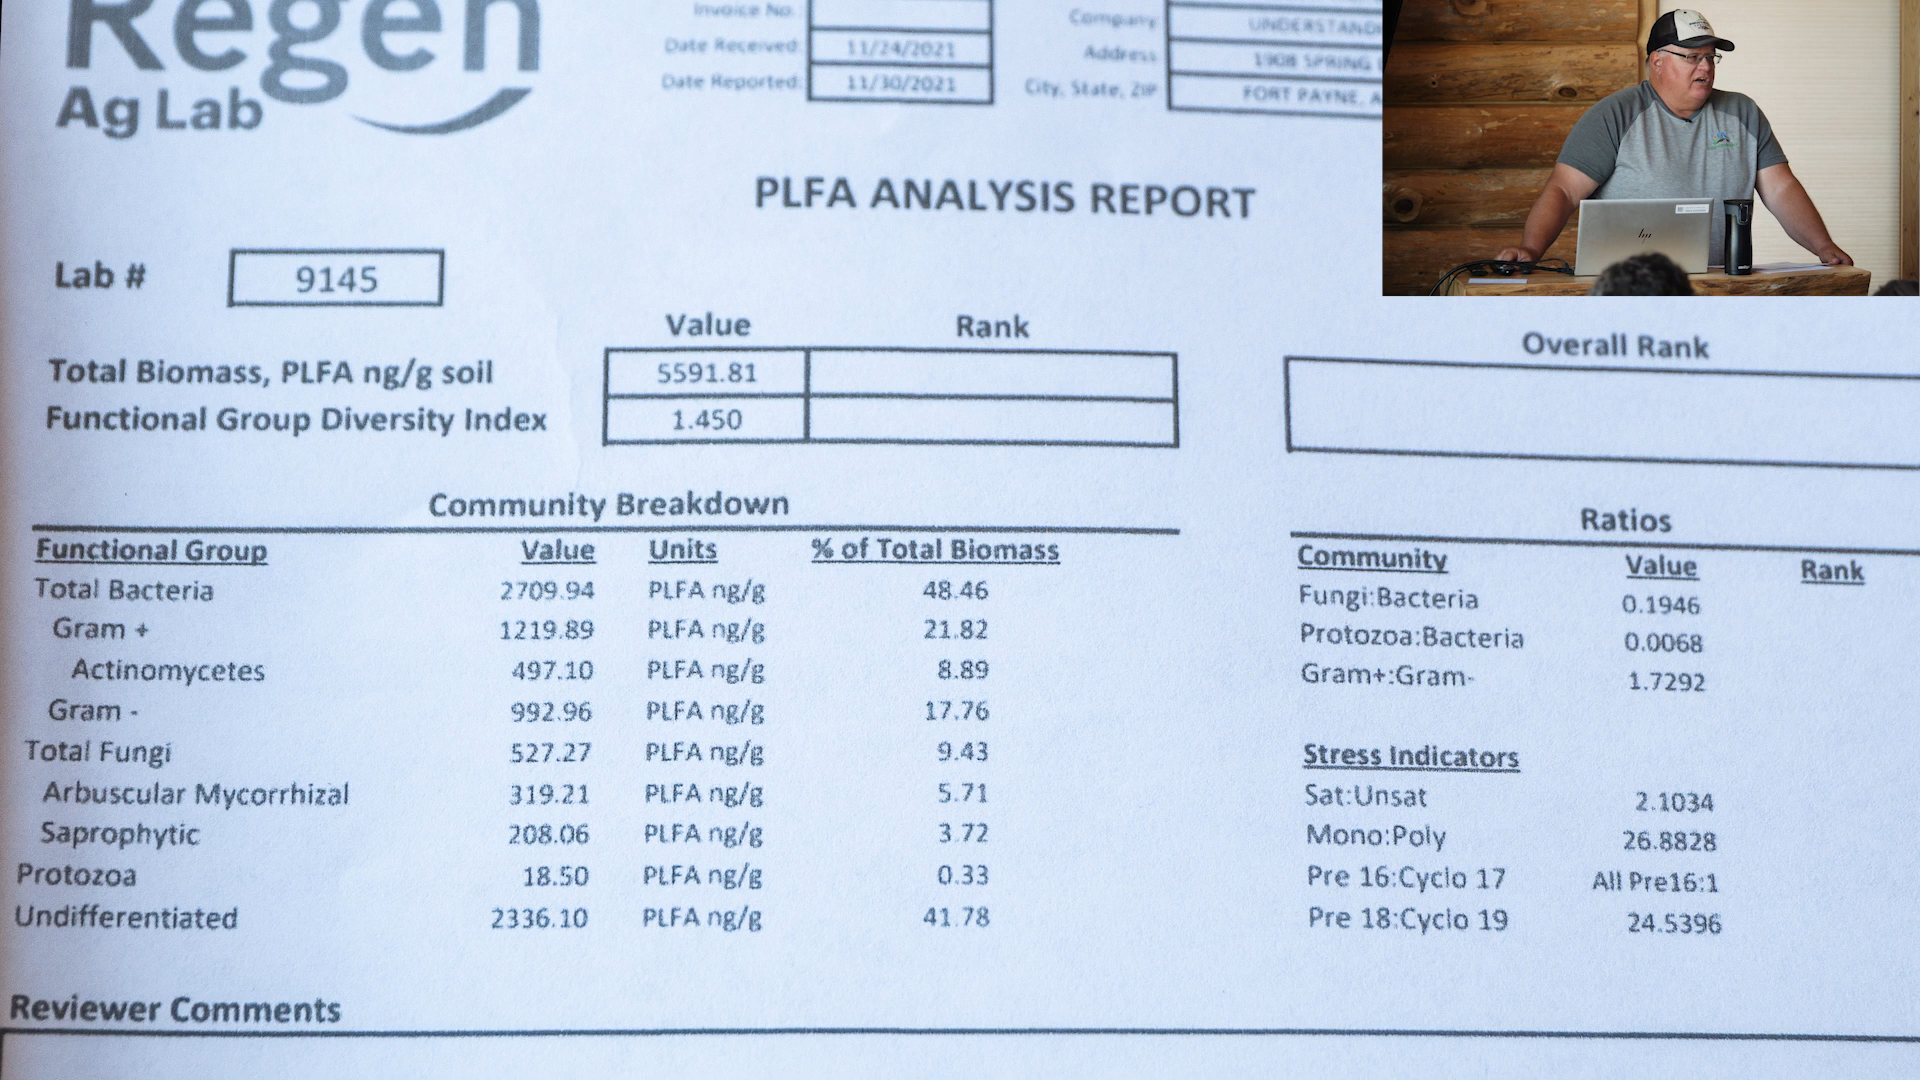 Regen
Ag Lab
Invoice No.
Date Received: 11/24/2021
Date Reported: 11/30/2021
Company UNDERSTANDI
Address 1908 SPRING
City, State, ZIP FORT PAYNE, A
PLFA ANALYSIS REPORT
Lab # 9145
Value Rank
Total Biomass, PLFA ng/g soil 5591.81
Functional Group Diversity Index 1.450
Overall Rank
Community Breakdown
Functional Group Value Units % of Total Biomass
Total Bacteria 2709.94 PLFA ng/g 48.46
Gram + 1219.89 PLFA ng/g 21.82
Actinomycetes 497.10 PLFA ng/g 8.89
Gram - 992.96 PLFA ng/g 17.76
Total Fungi 527.27 PLFA ng/g 9.43
Arbuscular Mycorrhizal 319.21 PLFA ng/g 5.71
Saprophytic 208.06 PLFA ng/g 3.72
Protozoa 18.50 PLFA ng/g 0.33
Undifferentiated 2336.10 PLFA ng/g 41.78
Ratios
Community Value Rank
Fungi:Bacteria 0.1946
Protozoa:Bacteria 0.0068
Gram+:Gram- 1.7292
Stress Indicators
Sat:Unsat 2.1034
Mono:Poly 26.8828
Pre 16:Cyclo 17 All Pre16:1
Pre 18:Cyclo 19 24.5396
Reviewer Comments
hp